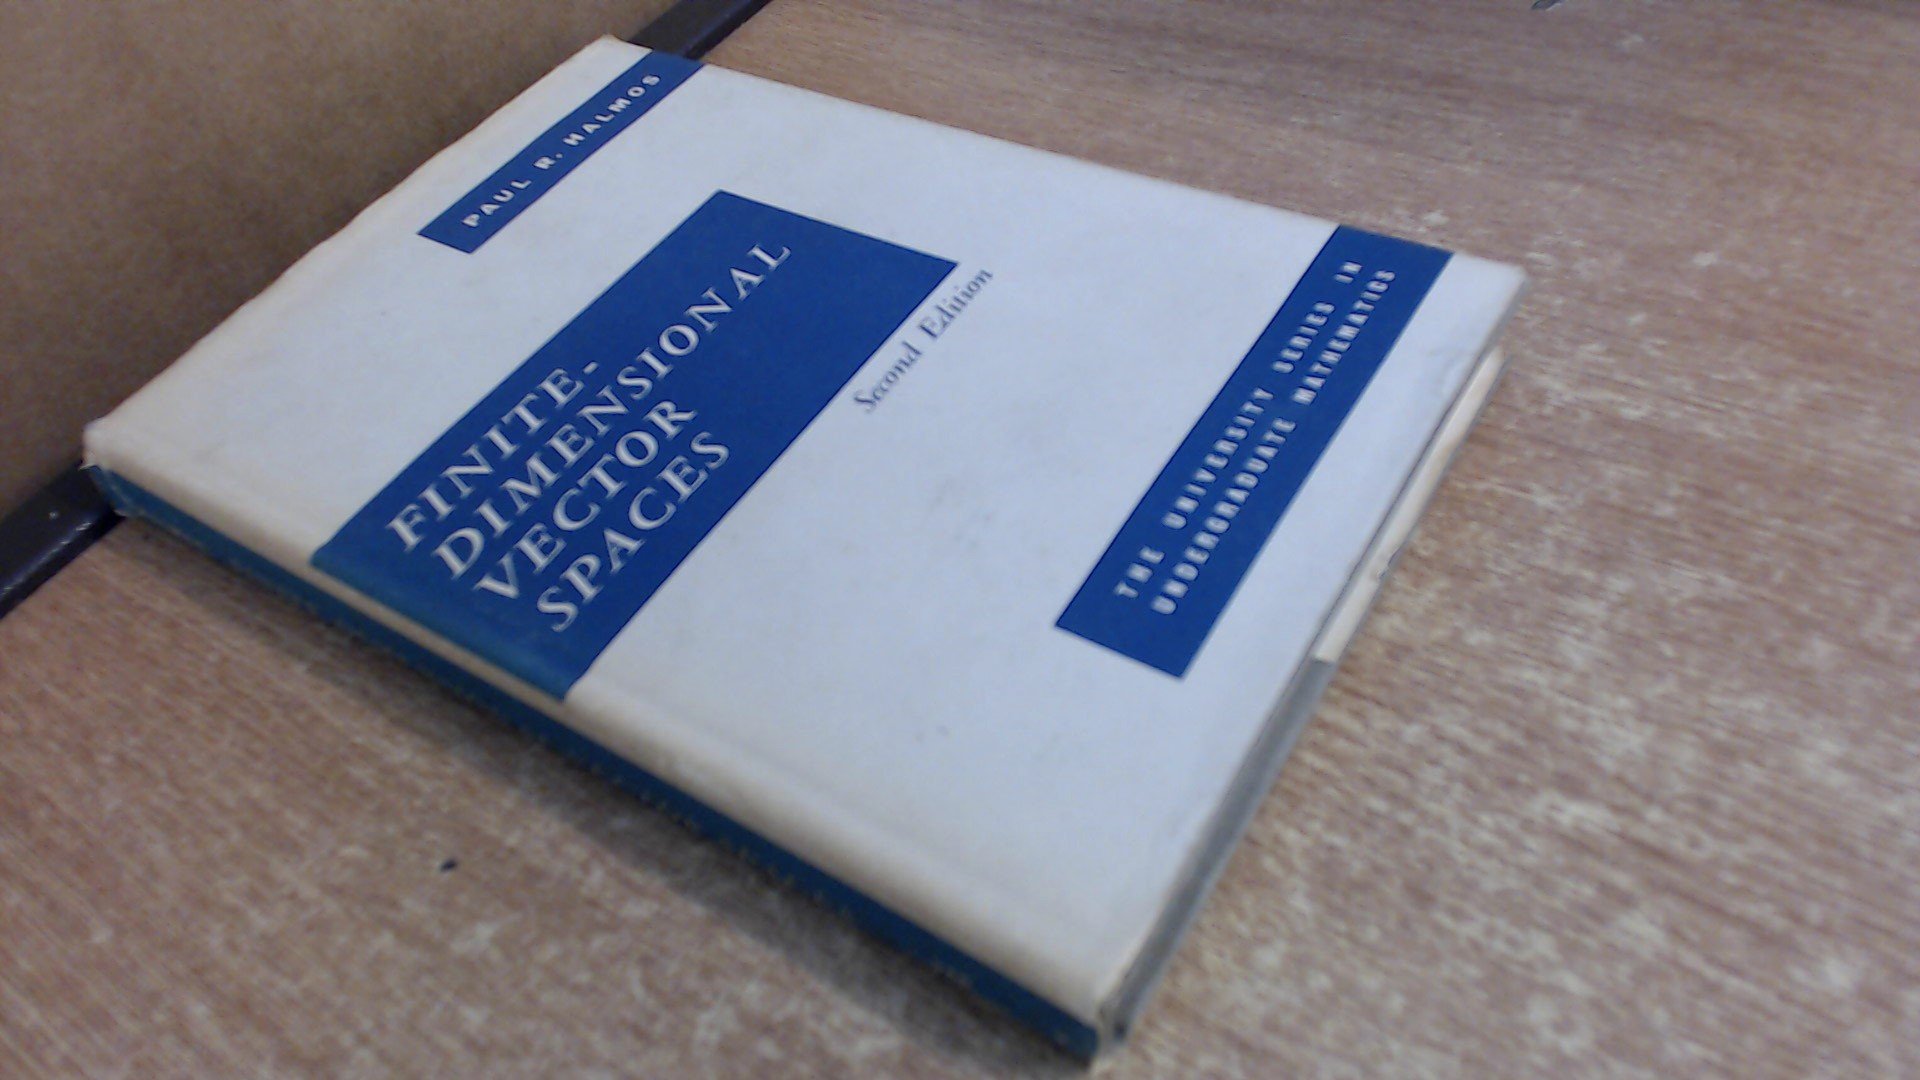 PAUL R. HALMOS
FINITE-
DIMENSIONAL
VECTOR
SPACES
Second Edition
THE UNIVERSITY SERIES IN
UNDERGRADUATE MATHEMATICS